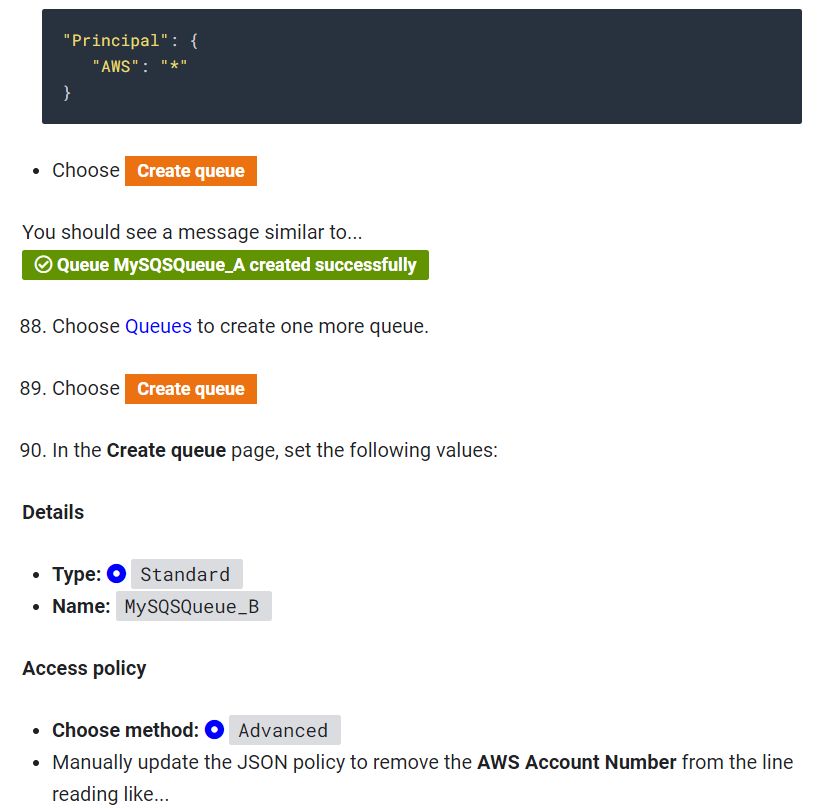 "Principal": {
"AWS": "*"
}
• Choose Create queue
You should see a message similar to...
Queue MySQSQueue_A created successfully
88. Choose Queues to create one more queue.
89. Choose Create queue
90. In the Create queue page, set the following values:
Details
• Type: Standard
• Name: MySQSQueue_B
Access policy
• Choose method: Advanced
• Manually update the JSON policy to remove the AWS Account Number from the line
reading like...